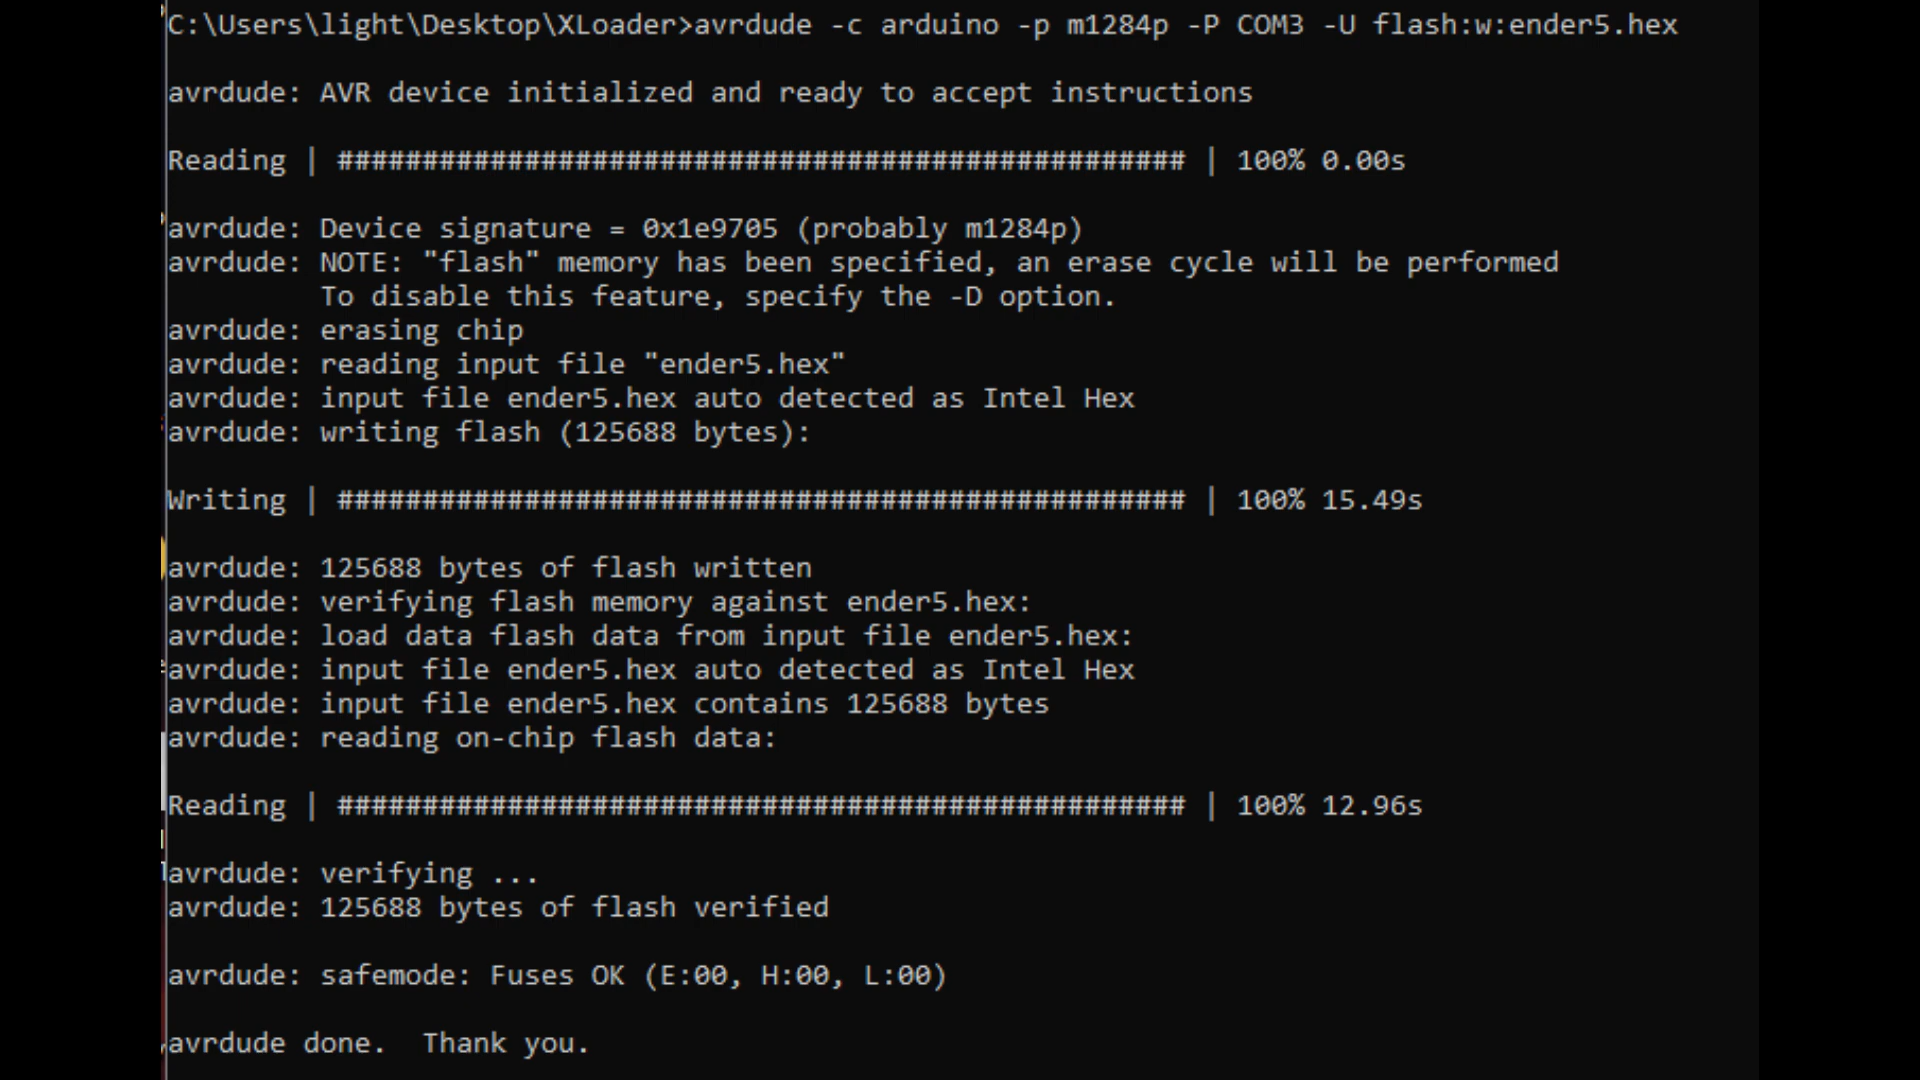 C:\Users\light\Desktop\XLoader>avrdude -c arduino -p m1284p -P COM3 -U flash:w:ender5.hex
avrdude: AVR device initialized and ready to accept instructions
Reading | ################################################## | 100% 0.00s
avrdude: Device signature = 0x1e9705 (probably m1284p)
avrdude: NOTE: "flash" memory has been specified, an erase cycle will be performed
To disable this feature, specify the -D option.
avrdude: erasing chip
avrdude: reading input file "ender5.hex"
avrdude: input file ender5.hex auto detected as Intel Hex
avrdude: writing flash (125688 bytes):
Writing | ################################################## | 100% 15.49s
avrdude: 125688 bytes of flash written
avrdude: verifying flash memory against ender5.hex:
avrdude: load data flash data from input file ender5.hex:
avrdude: input file ender5.hex auto detected as Intel Hex
avrdude: input file ender5.hex contains 125688 bytes
avrdude: reading on-chip flash data:
Reading | ################################################## | 100% 12.96s
avrdude: verifying ...
avrdude: 125688 bytes of flash verified
avrdude: safemode: Fuses OK (E:00, H:00, L:00)
avrdude done.  Thank you.